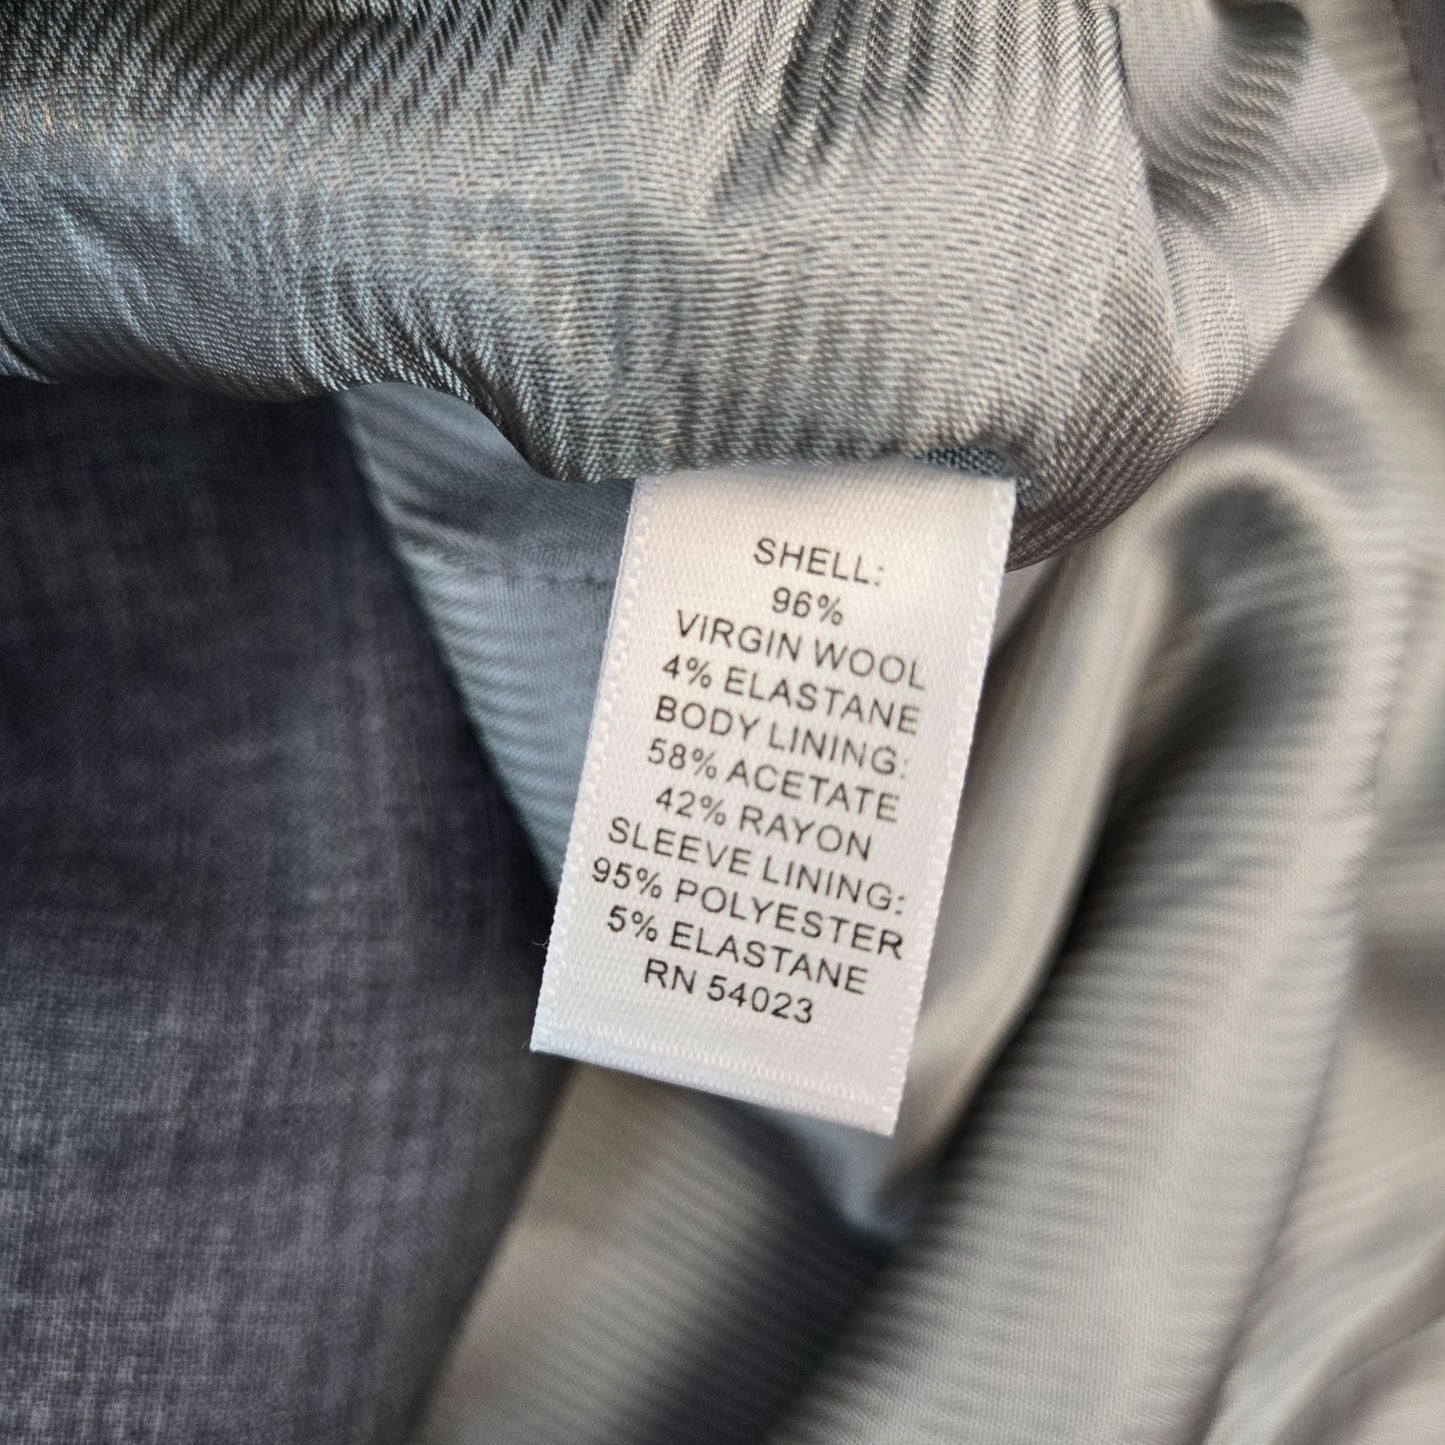 SHELL:
96%
VIRGIN WOOL
4% ELASTANE
BODY LINING:
58% ACETATE
42% RAYON
SLEEVE LINING:
95% POLYESTER
5% ELASTANE
RN 54023